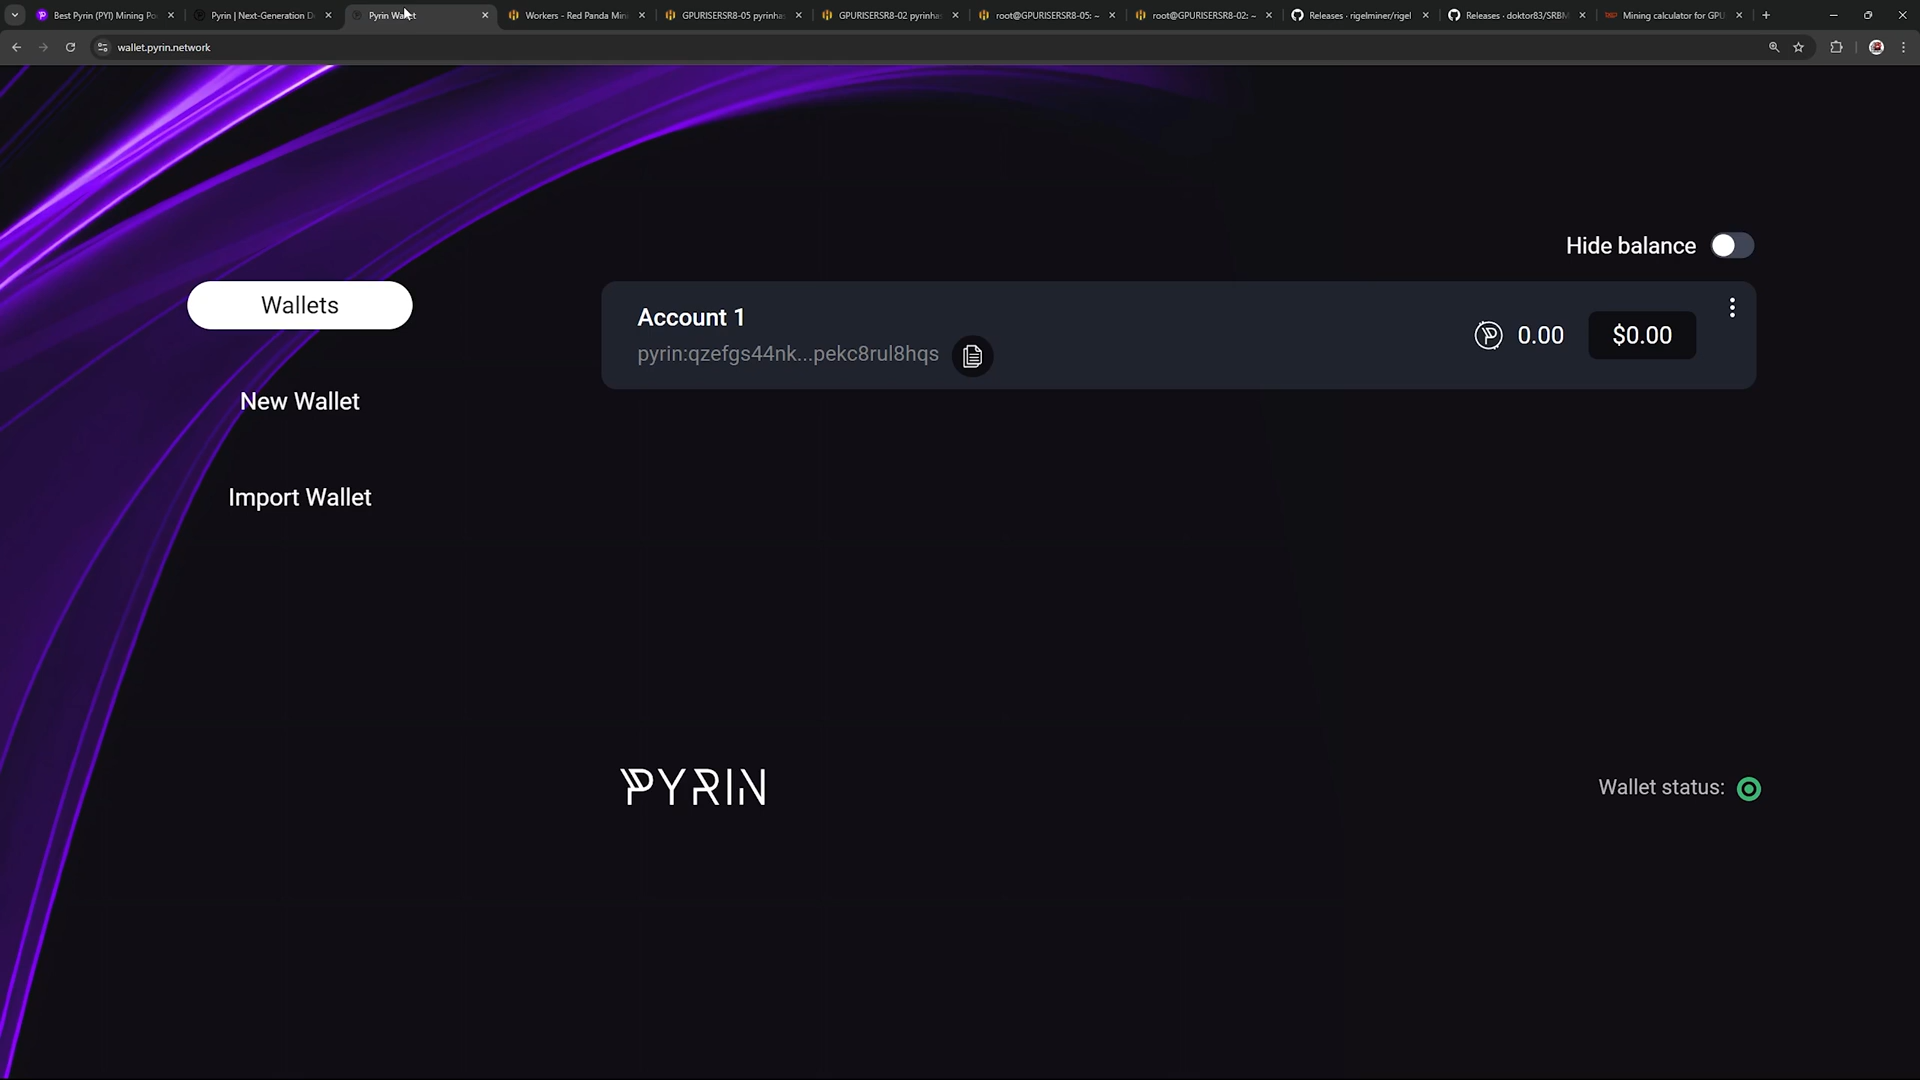 Best Pyrin (PYI) Mining Po
Pyrin | Next-Generation D
Pyrin Wallet
Workers - Red Panda Min
GPURISERSR8-05 pyrinhas
GPURISERSR8-02 pyrinhas
root@GPURISERSR8-05: ~
root@GPURISERSR8-02: ~
Releases · rigelminer/rigel
Releases · doktor83/SRBM
Mining calculator for GPU
wallet.pyrin.network
Hide balance
Wallets
New Wallet
Import Wallet
Account 1
pyrin:qzefgs44nk...pekc8rul8hqs
0.00
$0.00
PYRIN
Wallet status: